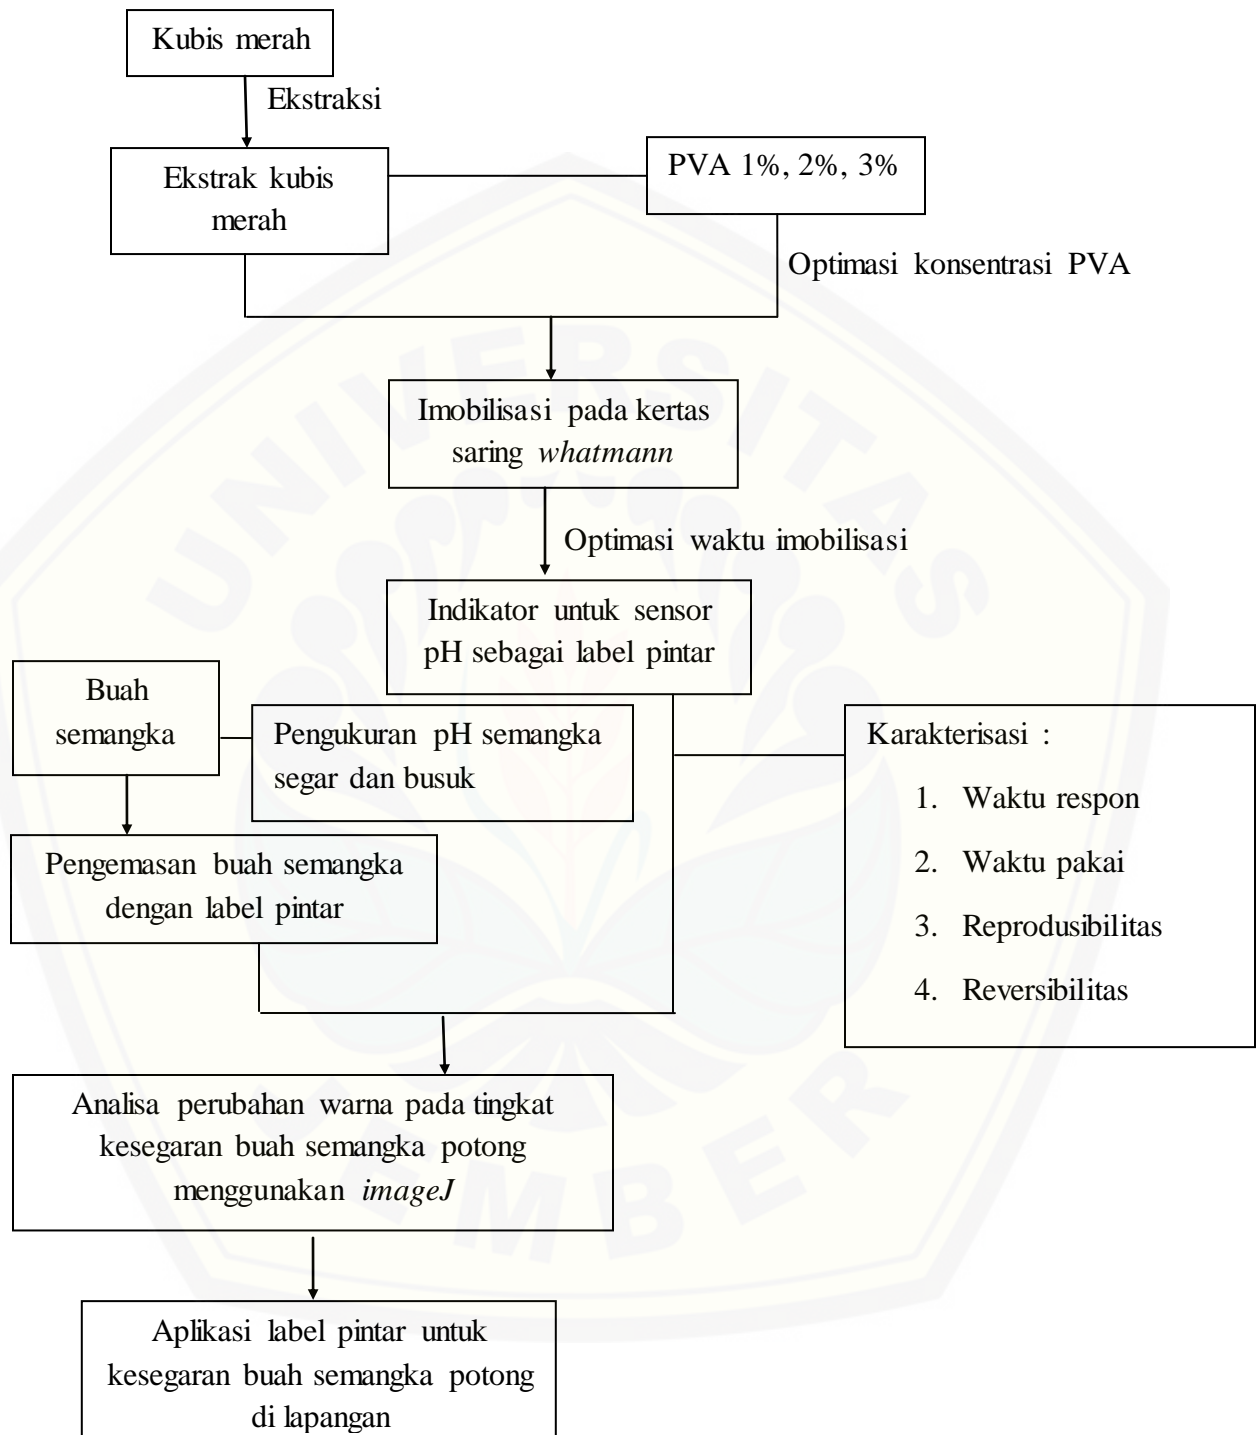 Kubis merah
Ekstraksi
Ekstrak kubis
merah
PVA 1%, 2%, 3%
Optimasi konsentrasi PVA
Imobilisasi pada kertas
saring whatmann
Optimasi waktu imobilisasi
Indikator untuk sensor
pH sebagai label pintar
Buah
semangka
Pengukuran pH semangka
segar dan busuk
Karakterisasi :
1. Waktu respon
2. Waktu pakai
3. Reprodusibilitas
4. Reversibilitas
Pengemasan buah semangka
dengan label pintar
Analisa perubahan warna pada tingkat
kesegaran buah semangka potong
menggunakan imageJ
Aplikasi label pintar untuk
kesegaran buah semangka potong
di lapangan
UNIVERSITAS
JEMBER